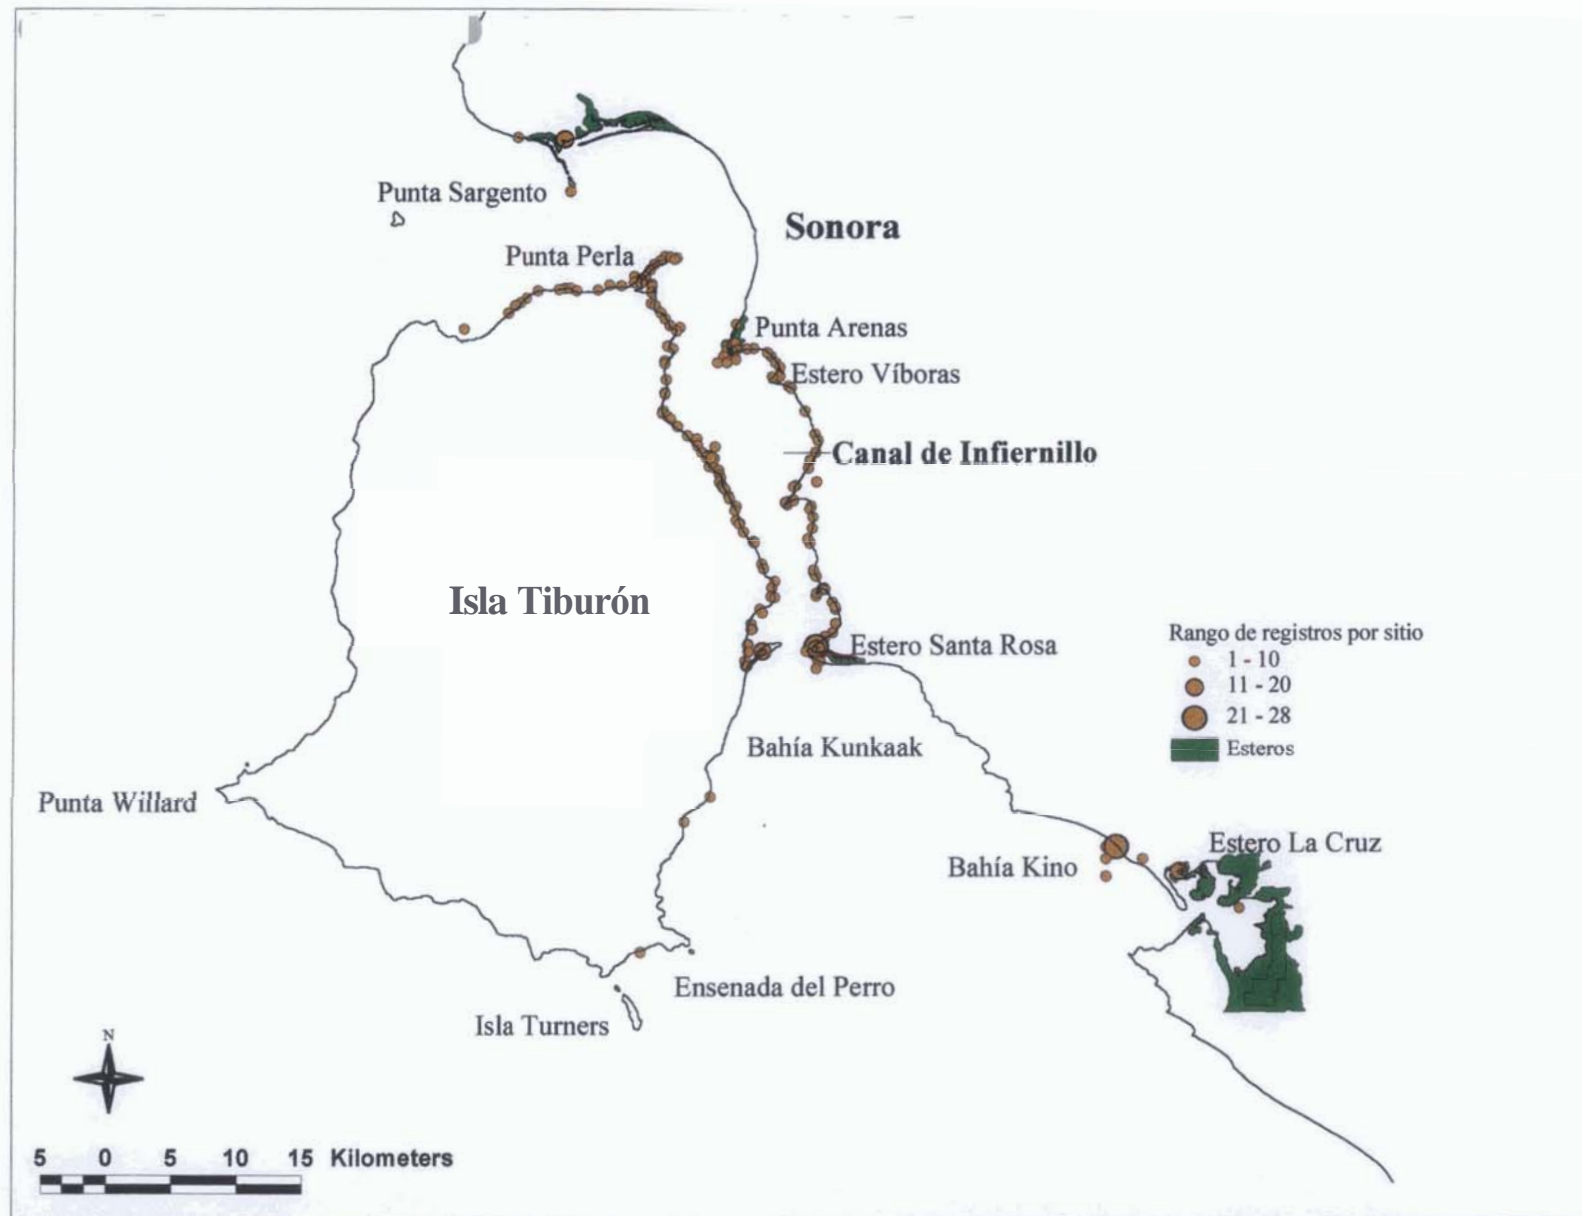 Punta Sargento
Sonora
Punta Perla
Punta Arenas
Estero Víboras
Canal de Infiernillo
Isla Tiburón
Estero Santa Rosa
Rango de registros por sitio
1 - 10
11 - 20
21 - 28
Esteros
Bahía Kunkaak
Punta Willard
Estero La Cruz
Bahía Kino
Ensenada del Perro
Isla Turners
N
5 0 5 10 15 Kilometers